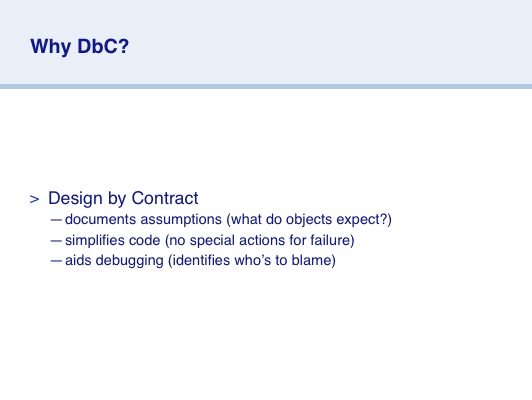 Why DbC?
> Design by Contract
— documents assumptions (what do objects expect?)
— simplifies code (no special actions for failure)
— aids debugging (identifies who’s to blame)